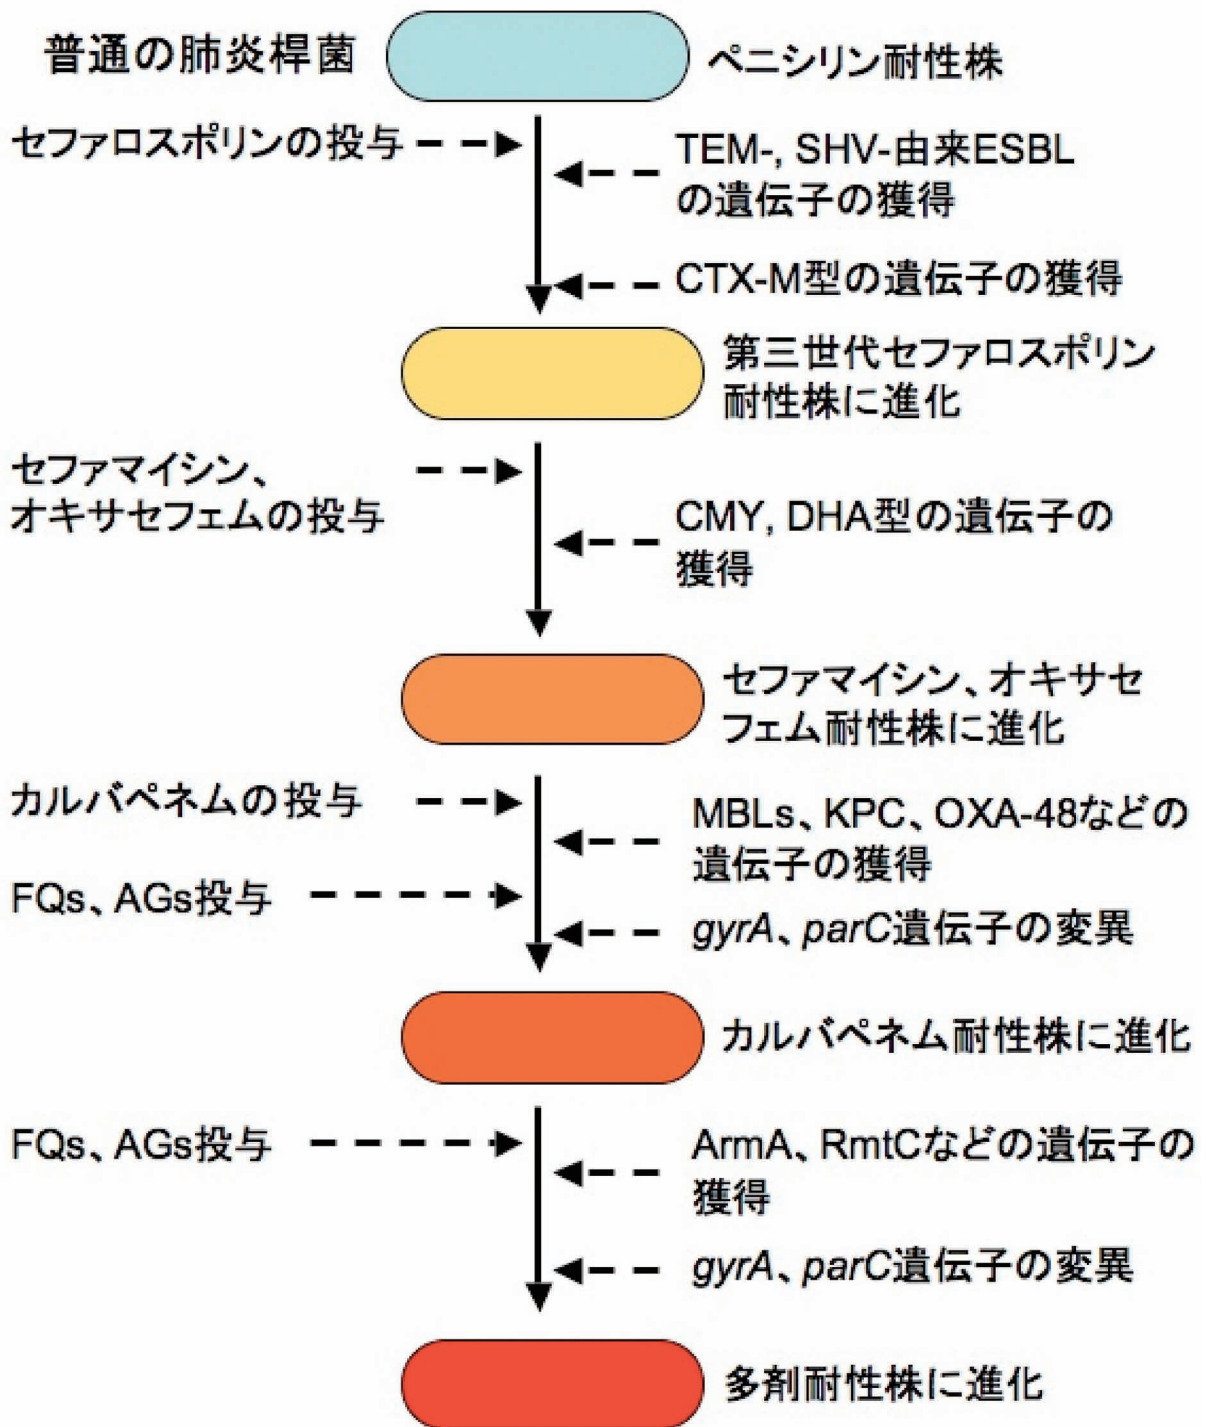 普通の肺炎桿菌
ペニシリン耐性株
セファロスポリンの投与
TEM-, SHV-由来ESBL
の遺伝子の獲得
CTX-M型の遺伝子の獲得
第三世代セファロスポリン
耐性株に進化
セファマイシン、
オキサセフェムの投与
CMY, DHA型の遺伝子の
獲得
セファマイシン、オキサセ
フェム耐性株に進化
カルバペネムの投与
MBLs、KPC、OXA-48などの
遺伝子の獲得
FQs、AGs投与
gyrA、parC遺伝子の変異
カルバペネム耐性株に進化
FQs、AGs投与
ArmA、RmtCなどの遺伝子の
獲得
gyrA、parC遺伝子の変異
多剤耐性株に進化